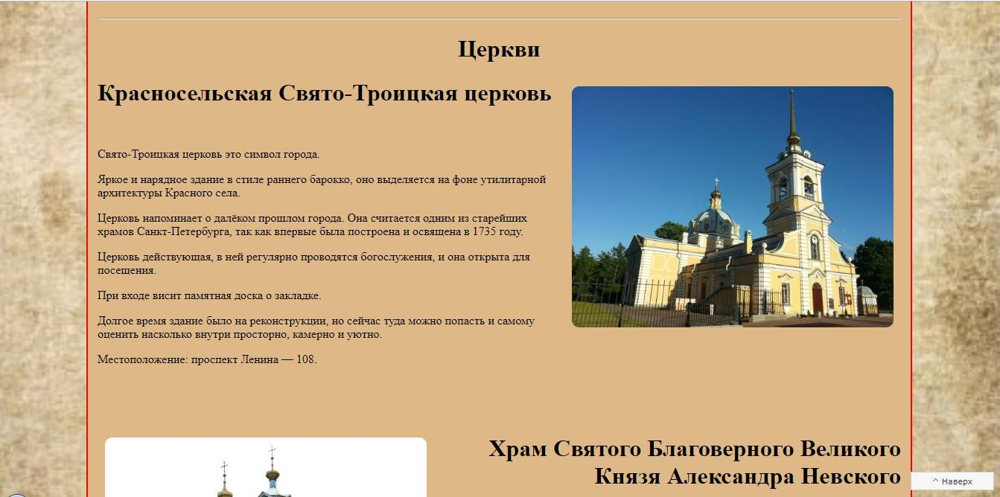 Церкви
Красносельская Свято-Троицкая церковь
Свято-Троицкая церковь это символ города.
Яркое и нарядное здание в стиле раннего барокко, оно выделяется на фоне утилитарной
архитектуры Красного села.
Церковь напоминает о далёком прошлом города. Она считается одним из старейших
храмов Санкт-Петербурга, так как впервые была построена и освящена в 1735 году.
Церковь действующая, в ней регулярно проводятся богослужения, и она открыта для
посещения.
При входе висит памятная доска о закладке.
Долгое время здание было на реконструкции, но сейчас туда можно попасть и самому
оценить насколько внутри просторно, камерно и уютно.
Местоположение: проспект Ленина — 108.
Храм Святого Благоверного Великого
Князя Александра Невского
^ Наверх